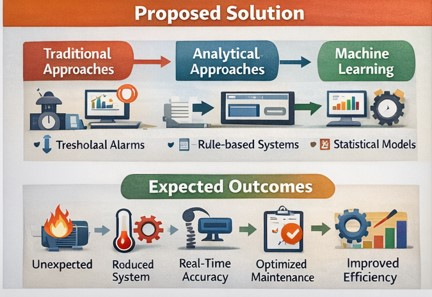 Proposed Solution
Traditional
Approaches
Analytical
Approaches
Machine
Learning
Tresholaal Alarms
Rule-based Systems
Statistical Models
Expected Outcomes
Unexpected
Roduced
System
Real-Time
Accuracy
Optimized
Maintenance
Improved
Efficiency